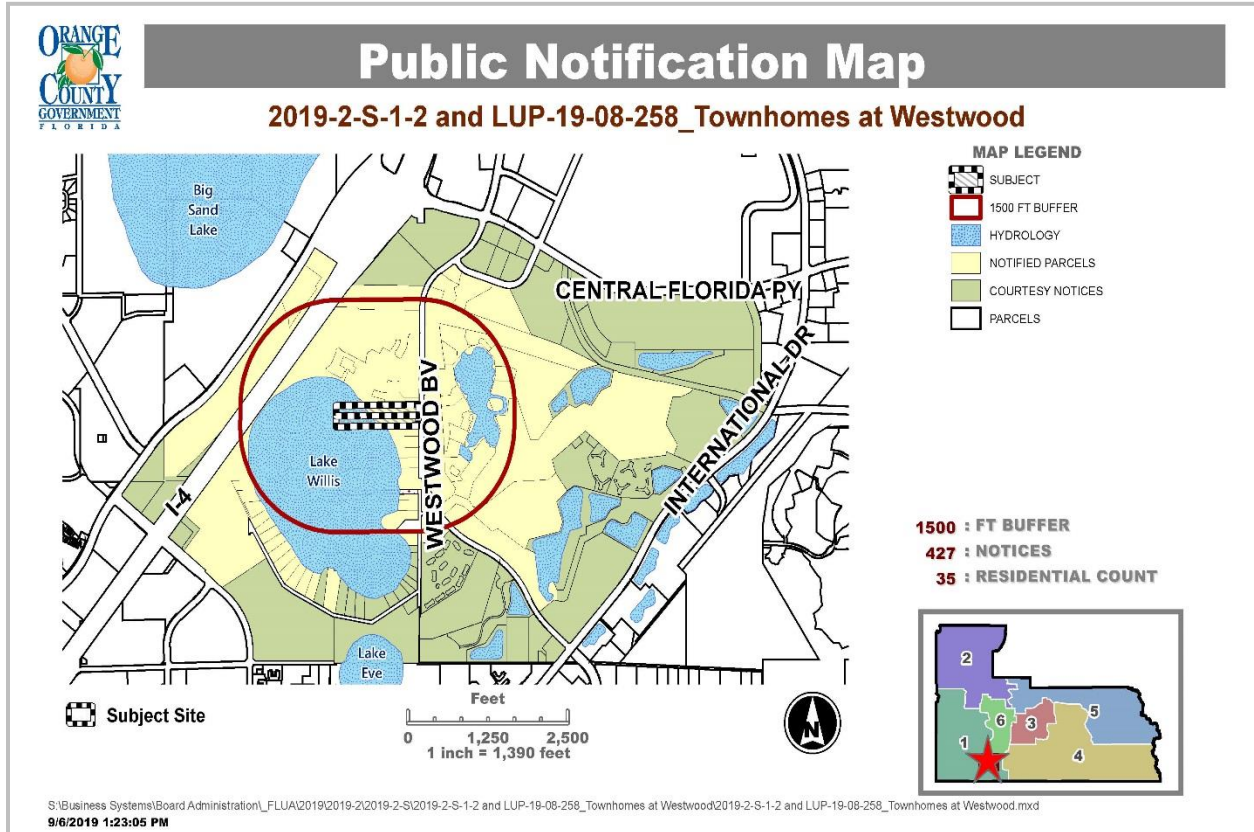 ORANGE
COUNTY
GOVERNMENT
FLORIDA
Public Notification Map
2019-2-S-1-2 and LUP-19-08-258_Townhomes at Westwood
Big
Sand
Lake
CENTRAL FLORIDA PY
INTERNATIONAL DR
WESTWOOD BV
I-4
Lake
Willis
Lake
Eve
MAP LEGEND
SUBJECT
1500 FT BUFFER
HYDROLOGY
NOTIFIED PARCELS
COURTESY NOTICES
PARCELS
1500 : FT BUFFER
427 : NOTICES
35 : RESIDENTIAL COUNT
2
5
6
3
1
4
Subject Site
Feet
0 1,250 2,500
1 inch = 1,390 feet
N
S:\Business Systems\Board Administration\_FLUA\2019\2019-2\2019-2-S\2019-2-S-1-2 and LUP-19-08-258_Townhomes at Westwood\2019-2-S-1-2 and LUP-19-08-258_Townhomes at Westwood.mxd
9/6/2019 1:23:05 PM